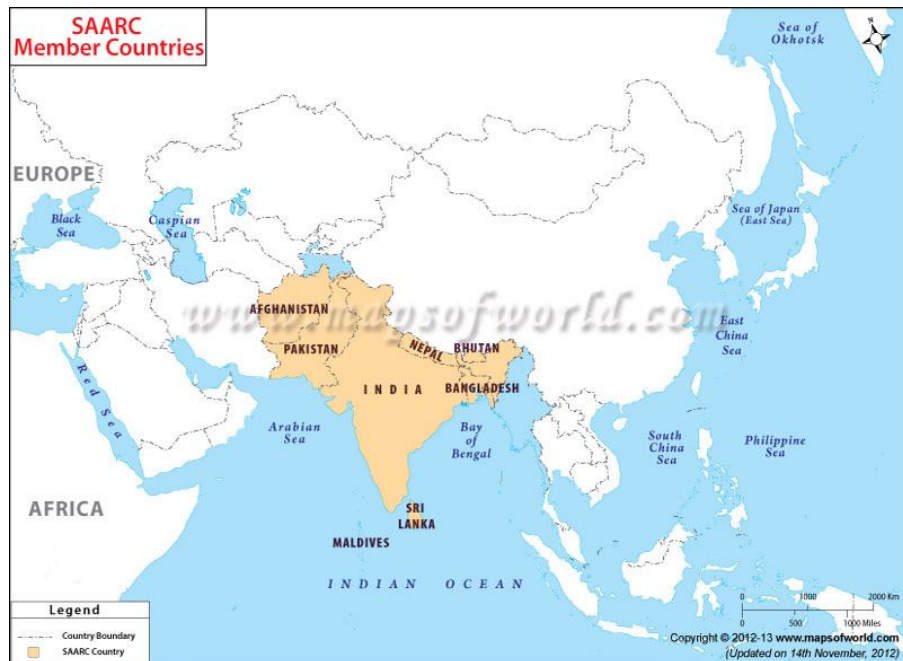 SAARC
Member Countries
Sea of
Okhotsk
N
EUROPE
Black
Sea
Caspian
Sea
Sea of Japan
(East Sea)
www.mapsofworld.com
AFGHANISTAN
East
China
Sea
PAKISTAN
NEPAL
BHUTAN
INDIA
BANGLADESH
Red Sea
Arabian
Sea
Bay
of
Bengal
South
China
Sea
Philippine
Sea
AFRICA
SRI
LANKA
MALDIVES
INDIAN OCEAN
Legend
Country Boundary
SAARC Country
0 1000 2000 Km
0 500 1000 Miles
Copyright © 2012-13 www.mapsofworld.com
(Updated on 14th November, 2012)